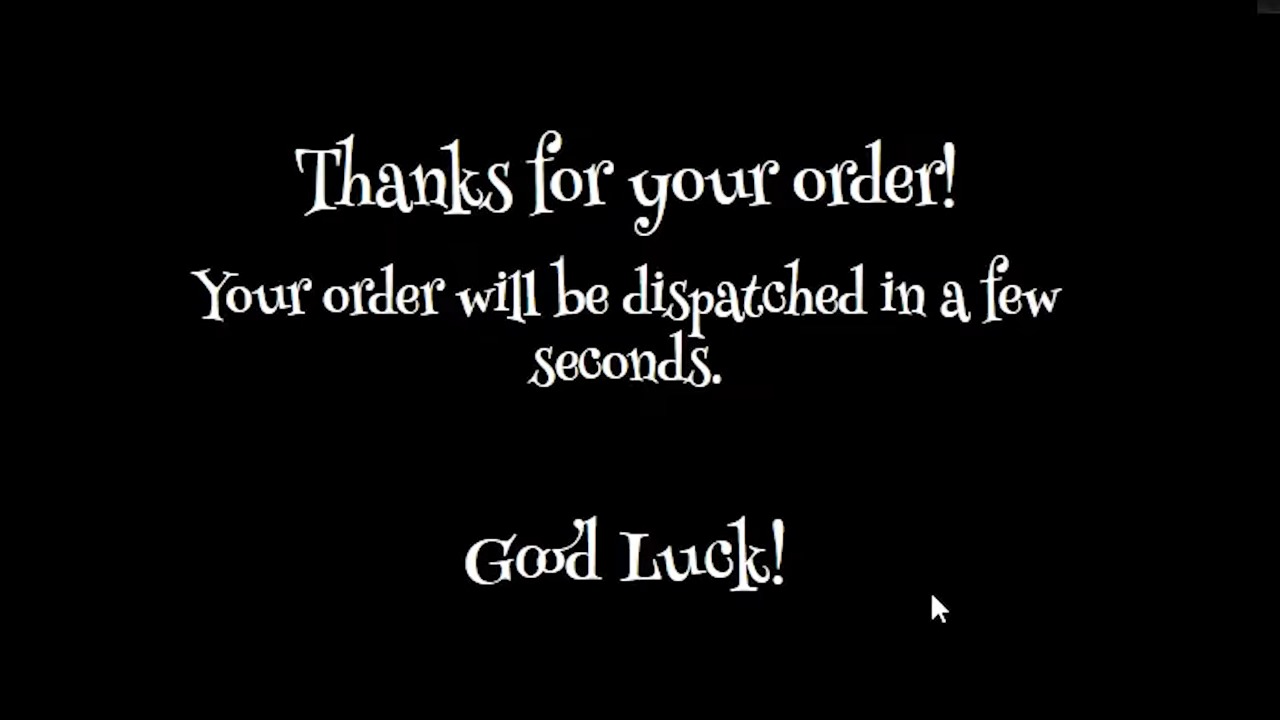 Thanks for your order!
Your order will be dispatched in a few
seconds.
Good Luck!